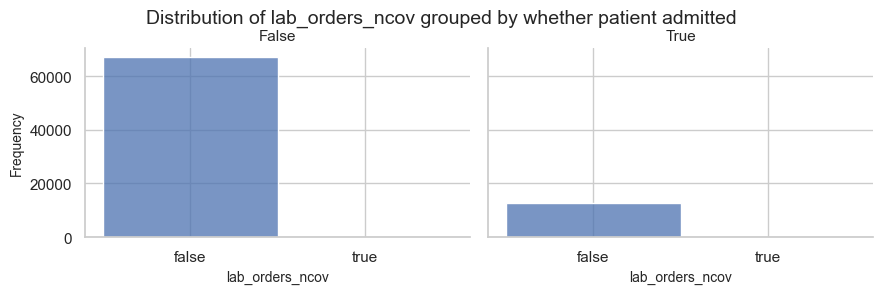 Distribution of lab_orders_ncov grouped by whether patient admitted
False
True
Frequency
60000
40000
20000
0
false
true
false
true
lab_orders_ncov
lab_orders_ncov